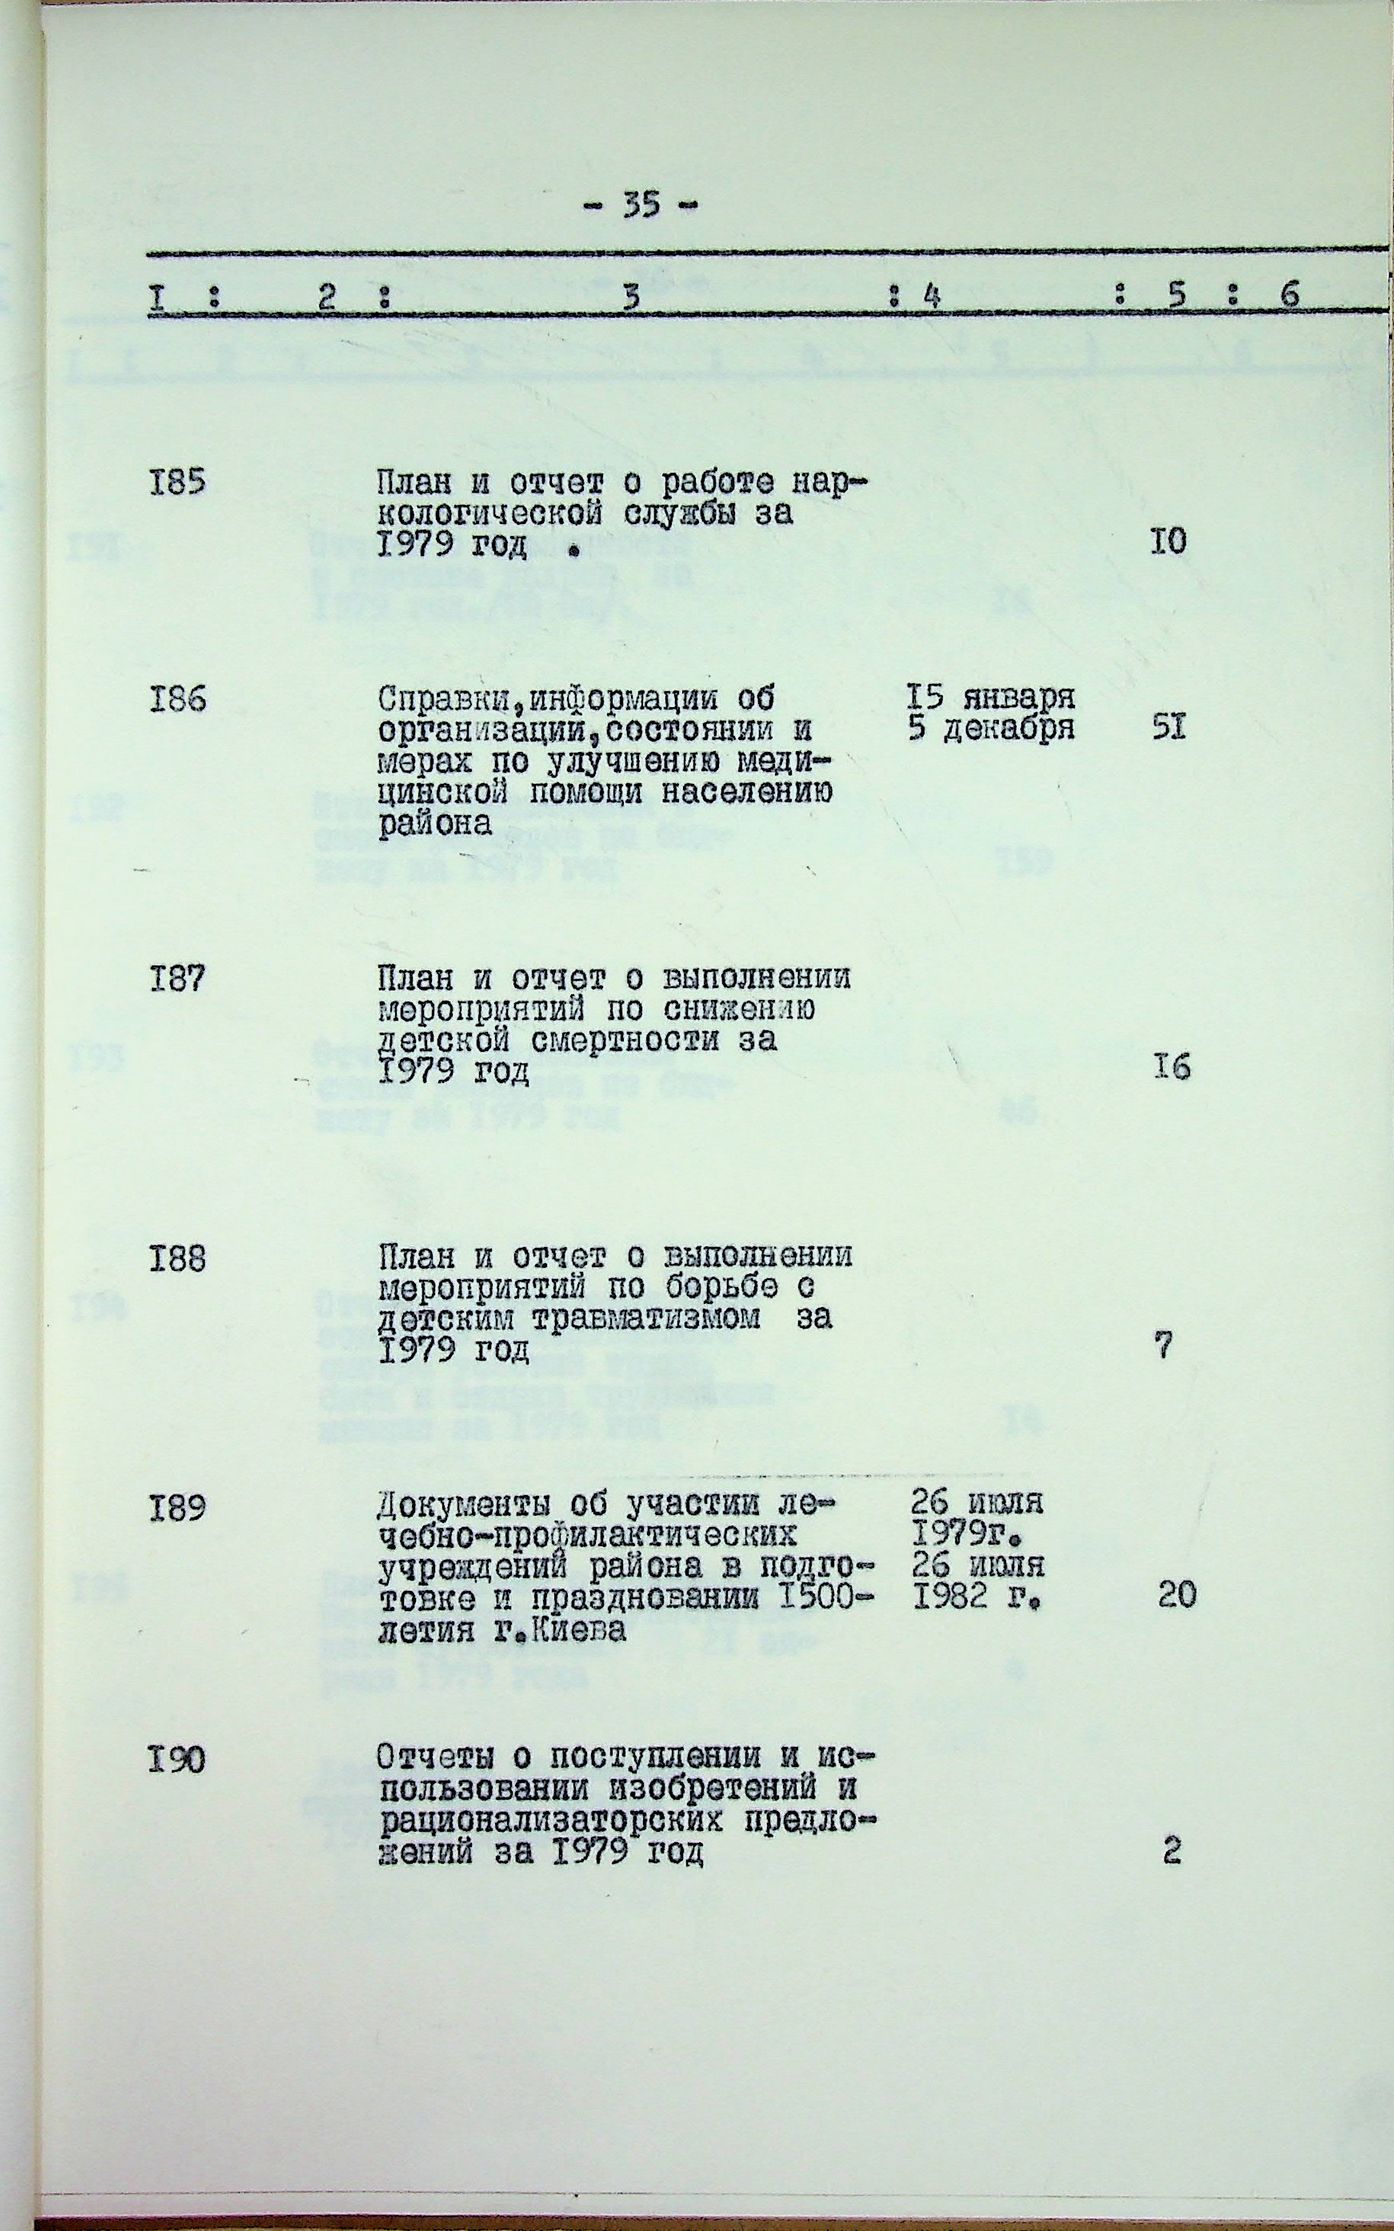 - 35 -
I : 2 : 3 : 4 : 5 : 6
I85 План и отчет о работе нар-
кологической службы за
I979 год . I0
I86 Справки,информации об I5 января
организации,состоянии и 5 декабря 5I
мерах по улучшению меди-
цинской помощи населению
района
I87 План и отчет о выполнении
мероприятий по снижению
детской смертности за
I979 год I6
I88 План и отчет о выполнении
мероприятий по борьбе с
детским травматизмом за
I979 год 7
I89 Документы об участии ле- 26 июля
чебно-профилактических I979г.
учреждений района в подго- 26 июля
товке и праздновании I500- I982 г. 20
летия г.Киева
I90 Отчеты о поступлении и ис-
пользовании изобретений и
рационализаторских предло-
жений за I979 год 2